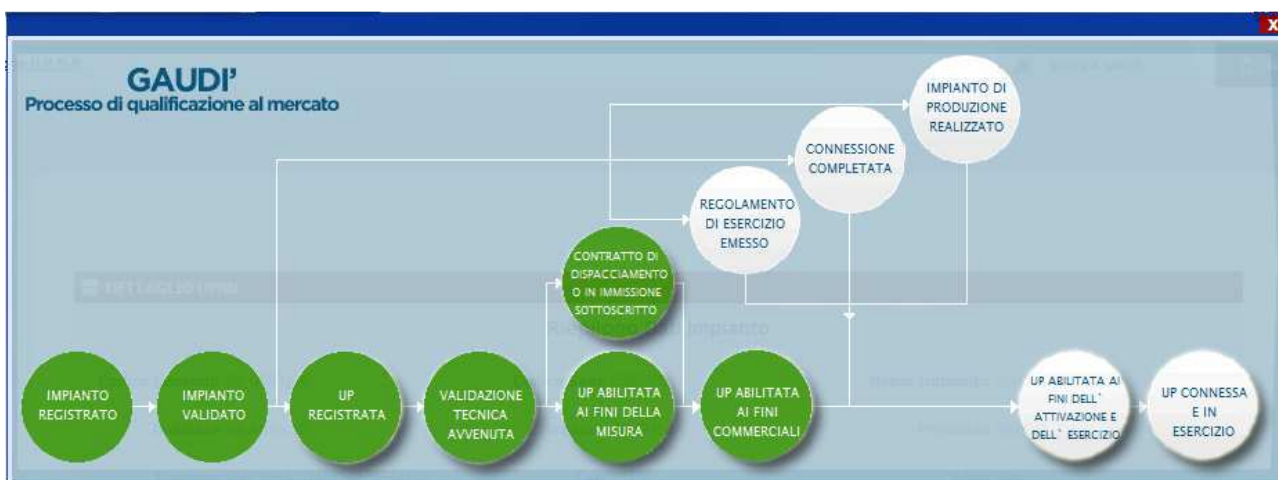 X
GAUDI'
Processo di qualificazione al mercato
IMPIANTO DI
PRODUZIONE
REALIZZATO
CONNESSIONE
COMPLETATA
REGOLAMENTO
DI ESERCIZIO
EMESSO
CONTRATTO DI
DISPACCIAMENTO
O IN IMMISSIONE
SOTTOSCRITTO
IMPIANTO
REGISTRATO
IMPIANTO
VALIDATO
UP
REGISTRATA
VALIDAZIONE
TECNICA
AVVENUTA
UP ABILITATA
AI FINI DELLA
MISURA
UP ABILITATA
AI FINI
COMMERCIALI
UP ABILITATA AI
FINI DELL`
ATTIVAZIONE E
DELL` ESERCIZIO
UP CONNESSA
E IN
ESERCIZIO